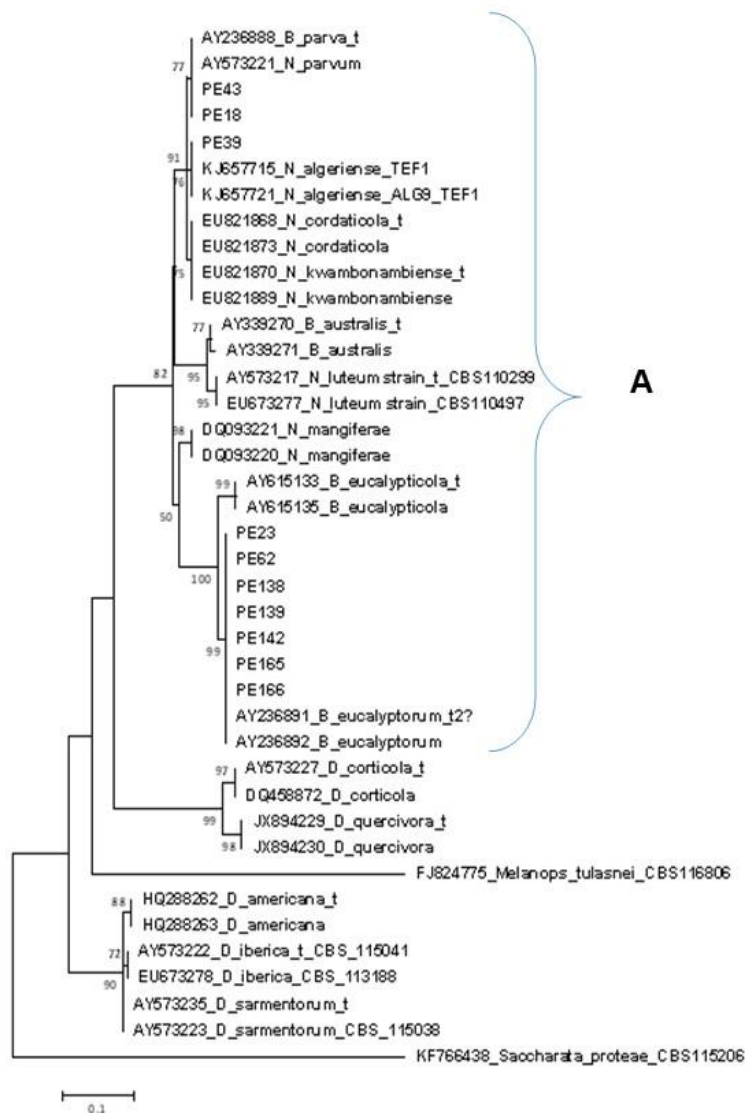 AY236888_B_parva_t
77
AY573221_N_parvum
PE43
PE18
PE39
91
KJ657715_N_algeriense_TEF1
76
KJ657721_N_algeriense_ALG9_TEF1
EU821868_N_cordaticola_t
EU821873_N_cordaticola
75
EU821870_N_kwambonambiense_t
EU821889_N_kwambonambiense
77
AY339270_B_australis_t
AY339271_B_australis
82
95
AY573217_N_luteum strain_t_CBS110299
A
95
EU673277_N_luteum strain_CBS110497
98
DQ093221_N_mangiferae
DQ093220_N_mangiferae
99
AY615133_B_eucalypticola_t
AY615135_B_eucalypticola
50
PE23
PE62
100
PE138
PE139
PE142
99
PE165
PE166
AY236891_B_eucalyptorum_t2?
AY236892_B_eucalyptorum
97
AY573227_D_corticola_t
DQ458872_D_corticola
99
JX894229_D_quercivora_t
98
JX894230_D_quercivora
FJ824775_Melanops_tulasnei_CBS116806
88
HQ288262_D_americana_t
HQ288263_D_americana
72
AY573222_D_iberica_t_CBS_115041
90
EU673278_D_iberica_CBS_113188
AY573235_D_sarmentorum_t
AY573223_D_sarmentorum_CBS_115038
KF766438_Saccharata_proteae_CBS115206
0.1